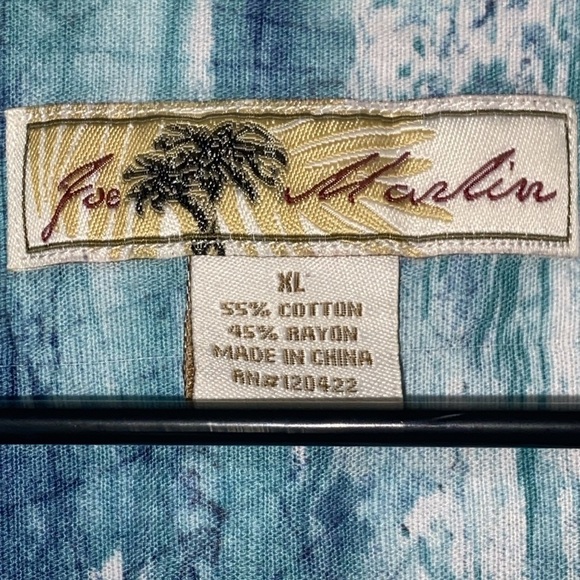 Joe Marlin
XL
55% COTTON
45% RAYON
MADE IN CHINA
RN#120422